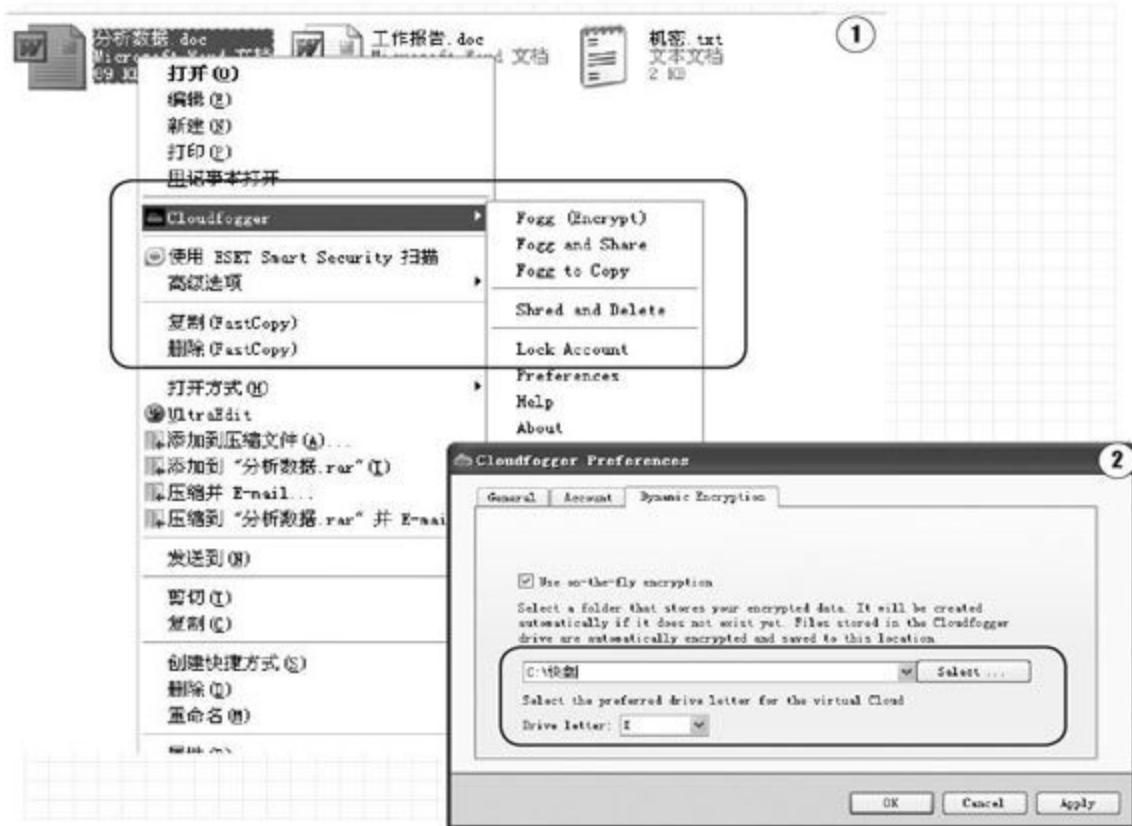 分析数据.doc
工作报告.doc
文档
机密.txt
文本文档
2 KB
1
打开(O)
编辑(E)
新建(N)
打印(P)
用记事本打开
Cloudfogger
Fogg (Encrypt)
Fogg and Share
Fogg to Copy
使用 ESET Smart Security 扫描
高级选项
Shred and Delete
复制(FastCopy)
删除(FastCopy)
Lock Account
Preferences
Help
About
打开方式(H)
UltraEdit
添加到压缩文件(A)...
添加到 "分析数据.rar"(T)
压缩并 E-mail...
压缩到 "分析数据.rar" 并 E-mai
发送到(N)
剪切(T)
复制(C)
创建快捷方式(S)
删除(D)
重命名(M)
Cloudfogger Preferences
2
General
Account
Dynamic Encryption
Use on-the-fly encryption
Select a folder that stores your encrypted data. It will be created
automatically if it does not exist yet. Files stored in the Cloudfogger
drive are automatically encrypted and saved to this location
C:\快盘
Select ...
Select the preferred drive letter for the virtual Cloud
Drive letter:
OK
Cancel
Apply